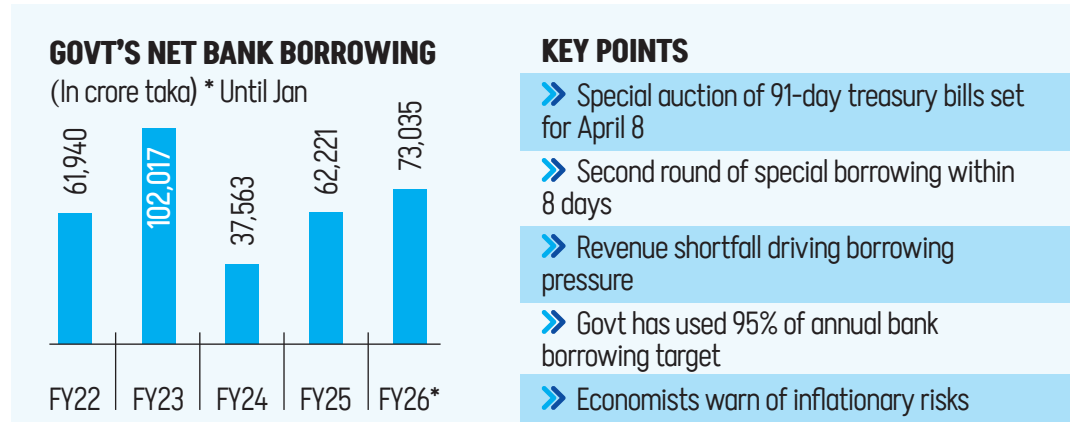 GOVT'S NET BANK BORROWING
(In crore taka) * Until Jan
61,940
102,017
37,563
62,221
73,035
FY22
FY23
FY24
FY25
FY26*
KEY POINTS
Special auction of 91-day treasury bills set
for April 8
Second round of special borrowing within
8 days
Revenue shortfall driving borrowing
pressure
Govt has used 95% of annual bank
borrowing target
Economists warn of inflationary risks